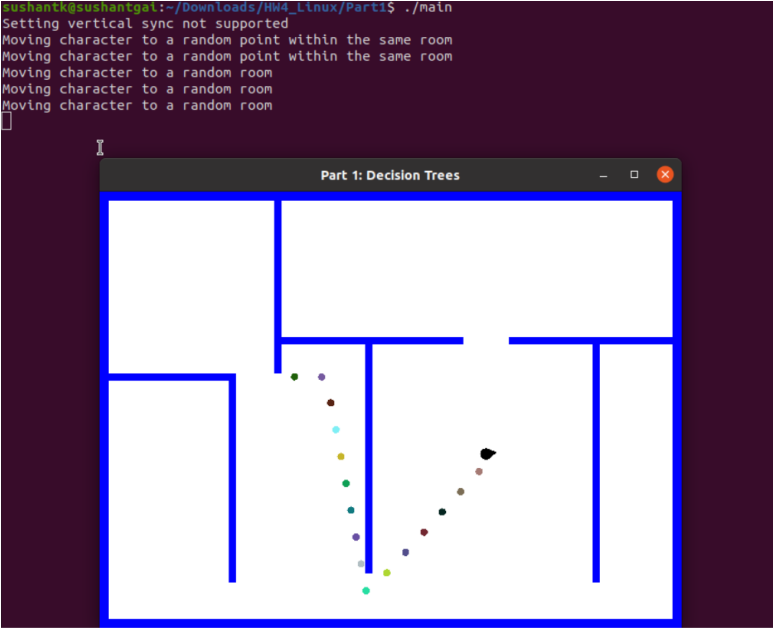 sushantk@sushantgai:~/Downloads/HW4_Linux/Part1$ ./main
Setting vertical sync not supported
Moving character to a random point within the same room
Moving character to a random point within the same room
Moving character to a random room
Moving character to a random room
Moving character to a random room
Part 1: Decision Trees